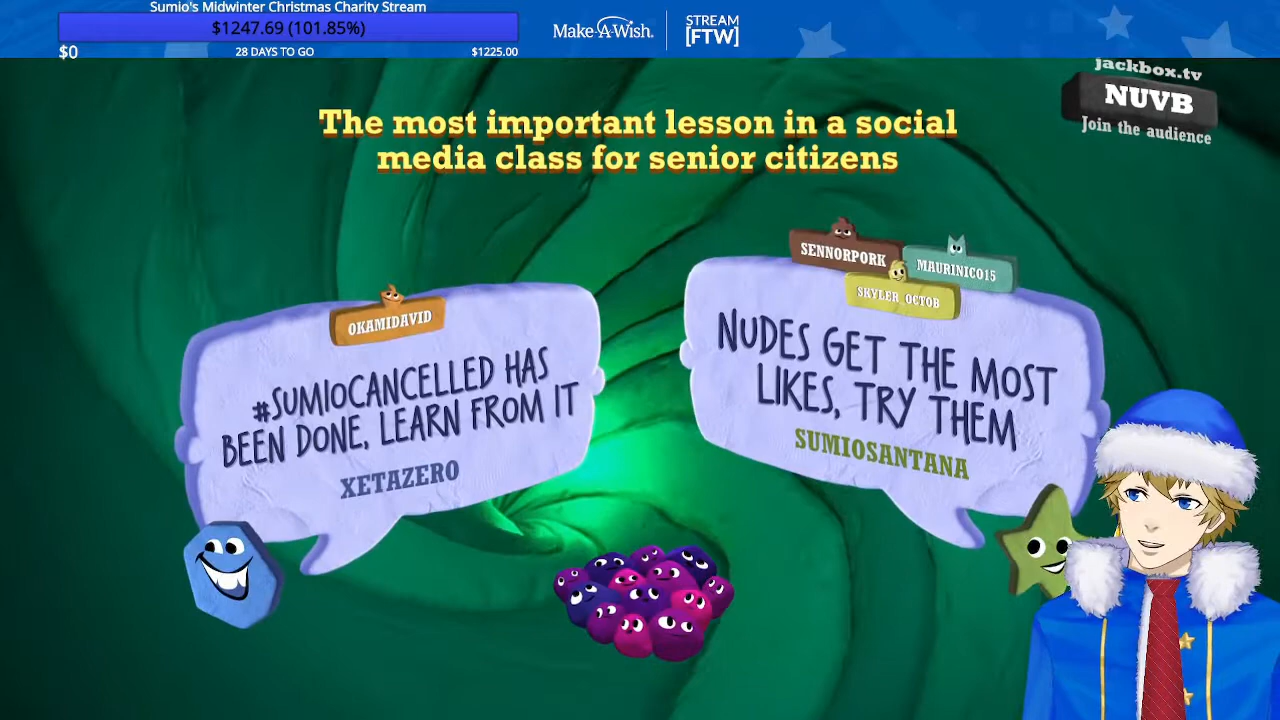 Sumio's Midwinter Christmas Charity Stream
$1247.69 (101.85%)
$0
28 DAYS TO GO
$1225.00
Make-A-Wish.
STREAM
[FTW]
jackbox.tv
NUVB
Join the audience
The most important lesson in a social
media class for senior citizens
OKAMIDAVID
#SUMIOCANCELLED HAS
BEEN DONE, LEARN FROM IT
XETAZERO
SENNORPORK
MAURINICO15
SKYLER_OCTOB
NUDES GET THE MOST
LIKES, TRY THEM
SUMIOSANTANA